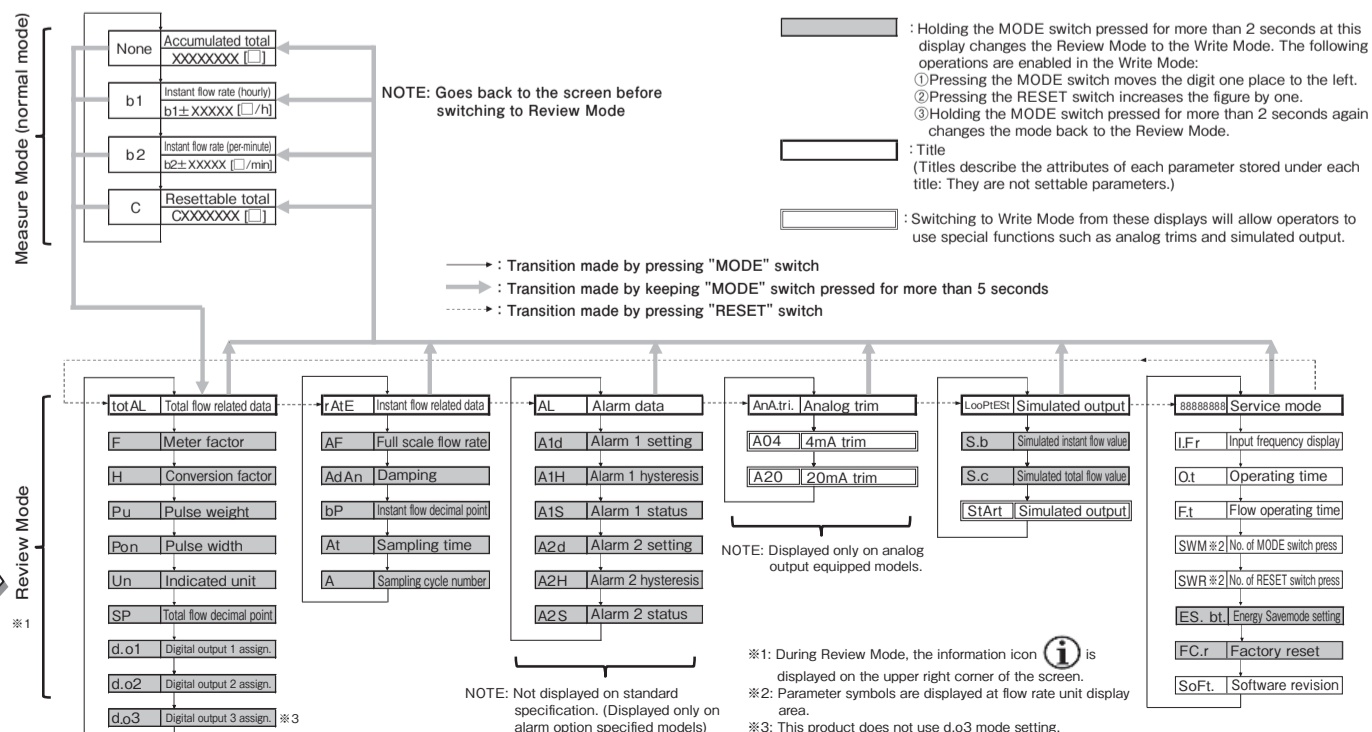 Measure Mode (normal mode)
None Accumulated total
XXXXXXXX [□]
b1 Instant flow rate (hourly)
b1±XXXXX [□/h]
b2 Instant flow rate (per-minute)
b2±XXXXX [□/min]
C Resettable total
CXXXXXXX [□]
NOTE: Goes back to the screen before
switching to Review Mode
: Holding the MODE switch pressed for more than 2 seconds at this
display changes the Review Mode to the Write Mode. The following
operations are enabled in the Write Mode:
①Pressing the MODE switch moves the digit one place to the left.
②Pressing the RESET switch increases the figure by one.
③Holding the MODE switch pressed for more than 2 seconds again
changes the mode back to the Review Mode.
: Title
(Titles describe the attributes of each parameter stored under each
title: They are not settable parameters.)
: Switching to Write Mode from these displays will allow operators to
use special functions such as analog trims and simulated output.
: Transition made by pressing "MODE" switch
: Transition made by keeping "MODE" switch pressed for more than 5 seconds
: Transition made by pressing "RESET" switch
Review Mode
※1
totAL Total flow related data
F Meter factor
H Conversion factor
Pu Pulse weight
Pon Pulse width
Un Indicated unit
SP Total flow decimal point
d.o1 Digital output 1 assign.
d.o2 Digital output 2 assign.
d.o3 Digital output 3 assign. ※3
rAtE Instant flow related data
AF Full scale flow rate
AdAn Damping
bP Instant flow decimal point
At Sampling time
A Sampling cycle number
AL Alarm data
A1d Alarm 1 setting
A1H Alarm 1 hysteresis
A1S Alarm 1 status
A2d Alarm 2 setting
A2H Alarm 2 hysteresis
A2S Alarm 2 status
NOTE: Not displayed on standard
specification. (Displayed only on
alarm option specified models)
AnA.tri. Analog trim
A04 4mA trim
A20 20mA trim
NOTE: Displayed only on analog
output equipped models.
LooPtESt Simulated output
S.b Simulated instant flow value
S.c Simulated total flow value
StArt Simulated output
88888888 Service mode
I.Fr Input frequency display
O.t Operating time
F.t Flow operating time
SWM ※2 No. of MODE switch press
SWR ※2 No. of RESET switch press
ES. bt. Energy Savemode setting
FC.r Factory reset
SoFt. Software revision
※1: During Review Mode, the information icon i is
displayed on the upper right corner of the screen.
※2: Parameter symbols are displayed at flow rate unit display
area.
※3: This product does not use d.o3 mode setting.